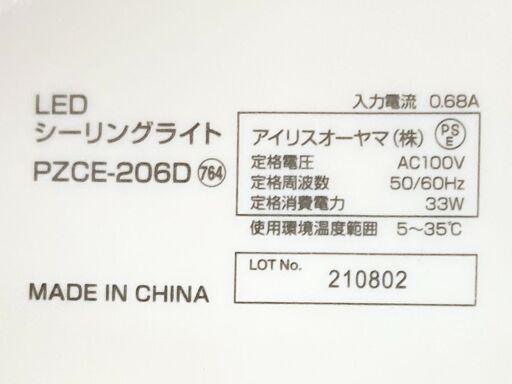 LED
シーリングライト
PZCE-206D 764
入力電流 0.68A
アイリスオーヤマ(株) PSE
定格電圧 AC100V
定格周波数 50/60Hz
定格消費電力 33W
使用環境温度範囲 5~35℃
LOT No. 210802
MADE IN CHINA